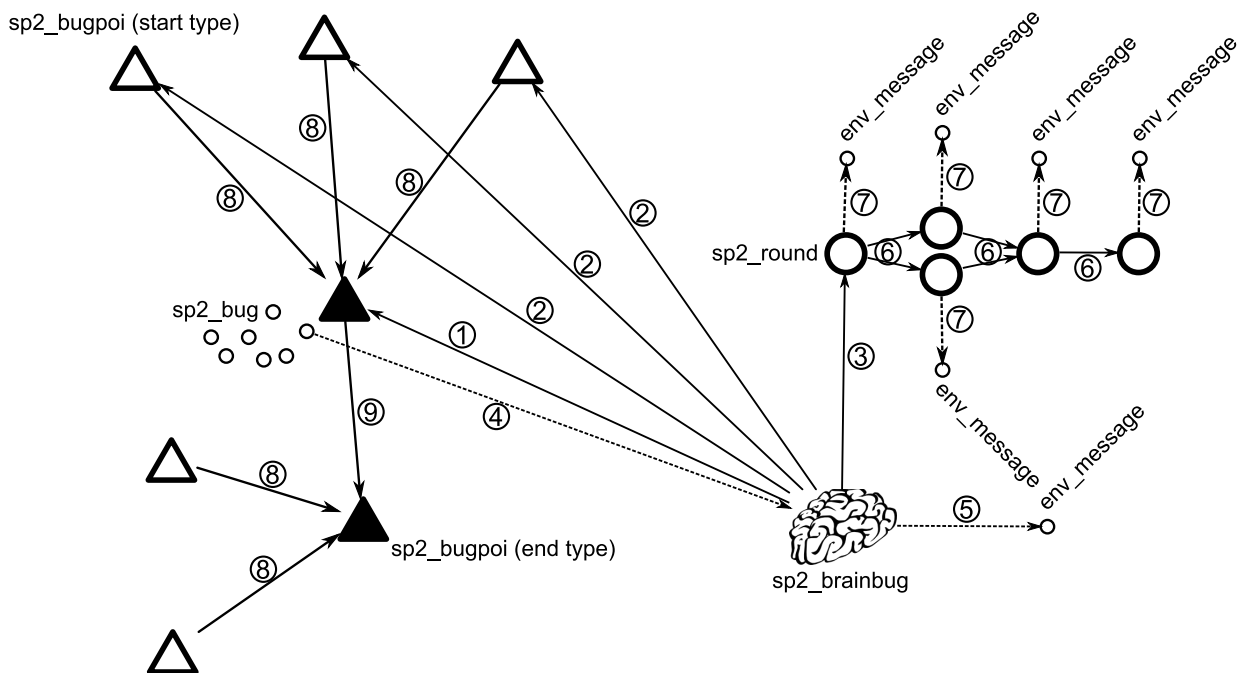 sp2_bugpoi (start type)
env_message
env_message
env_message
env_message
8
8
8
7
7
7
7
2
2
2
sp2_round
6
6
6
sp2_bug
1
7
3
9
4
env_message
env_message
8
5
sp2_bugpoi (end type)
8
sp2_brainbug